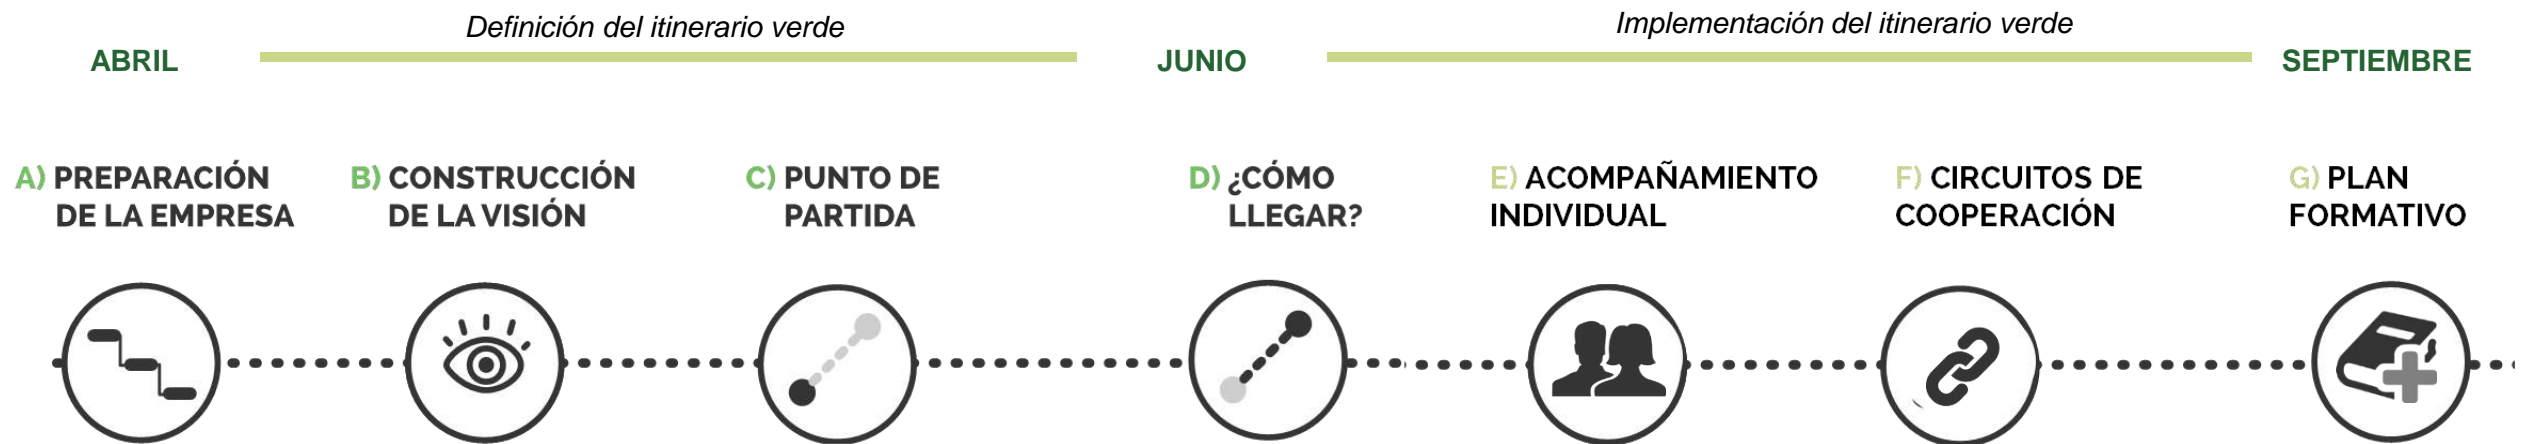 Definición del itinerario verde
Implementación del itinerario verde
ABRIL
JUNIO
SEPTIEMBRE
A) PREPARACIÓN
DE LA EMPRESA
B) CONSTRUCCIÓN
DE LA VISIÓN
C) PUNTO DE
PARTIDA
D) ¿CÓMO
LLEGAR?
E) ACOMPAÑAMIENTO
INDIVIDUAL
F) CIRCUITOS DE
COOPERACIÓN
G) PLAN
FORMATIVO